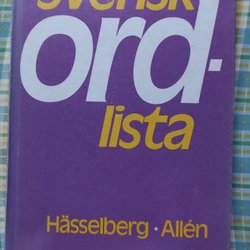 Svensk
ord-
lista
Hässelberg · Allén